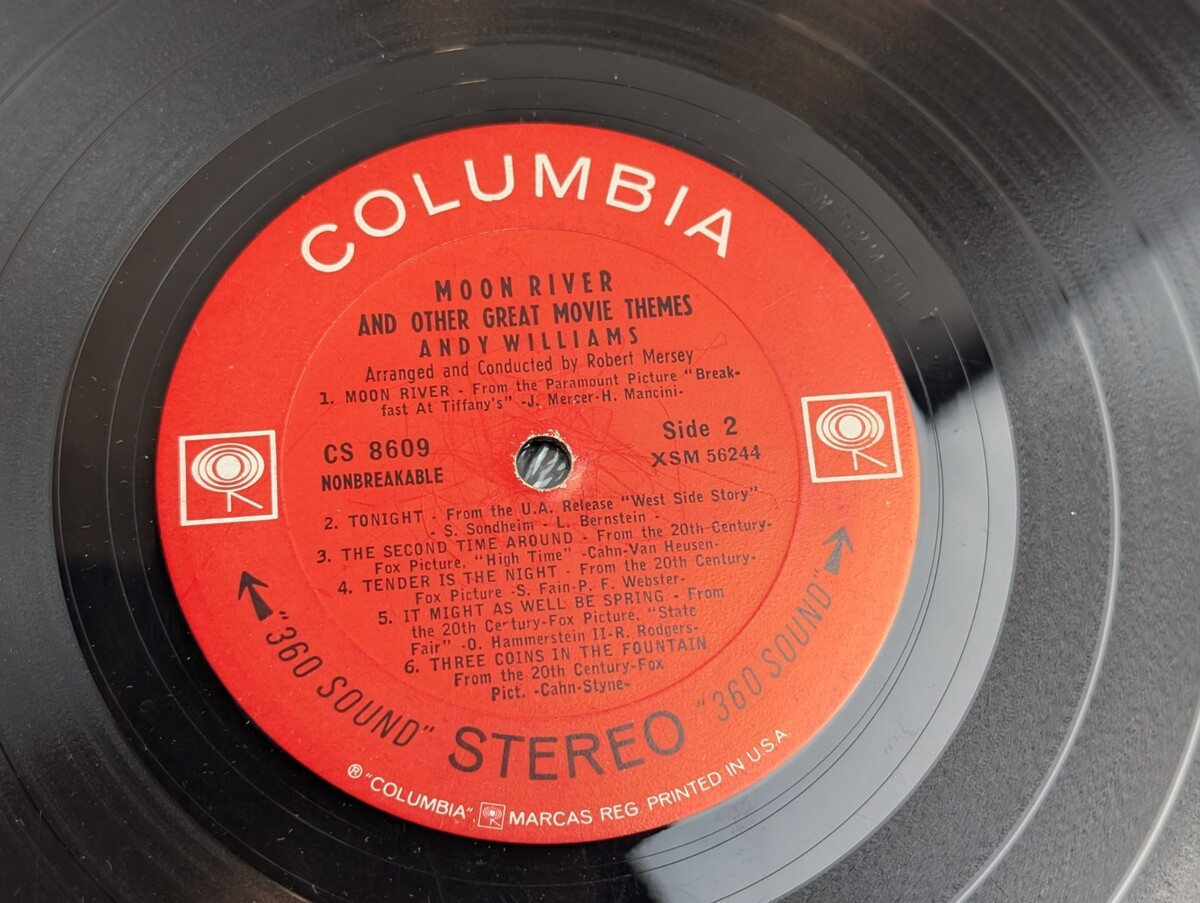 COLUMBIA
MOON RIVER
AND OTHER GREAT MOVIE THEMES
ANDY WILLIAMS
Arranged and Conducted by Robert Mersey
1. MOON RIVER - From the Paramount Picture "Break-
fast At Tiffany's" -J. Mercer-H. Mancini-
CS 8609
NONBREAKABLE
Side 2
XSM 56244
2. TONIGHT - From the U.A. Release "West Side Story"
- S. Sondheim - L. Bernstein -
3. THE SECOND TIME AROUND - From the 20th Century-
Fox Picture, "High Time" -Cahn-Van Heusen-
4. TENDER IS THE NIGHT - From the 20th Century-
Fox Picture -S. Fain-P. F. Webster-
5. IT MIGHT AS WELL BE SPRING - From
the 20th Century-Fox Picture, "State
Fair" -O. Hammerstein II-R. Rodgers-
6. THREE COINS IN THE FOUNTAIN
From the 20th Century-Fox
Pict. -Cahn-Styne-
"360 SOUND" STEREO "360 SOUND"
® "COLUMBIA", MARCAS REG PRINTED IN U.S.A